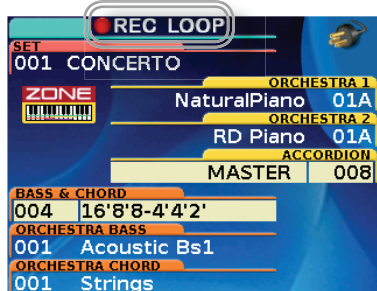 REC LOOP
SET
001 CONCERTO
ZONE
ORCHESTRA 1
NaturalPiano 01A
ORCHESTRA 2
RD Piano 01A
ACCORDION
MASTER 008
BASS & CHORD
004 16'8'8-4'4'2'
ORCHESTRA BASS
001 Acoustic Bs1
ORCHESTRA CHORD
001 Strings